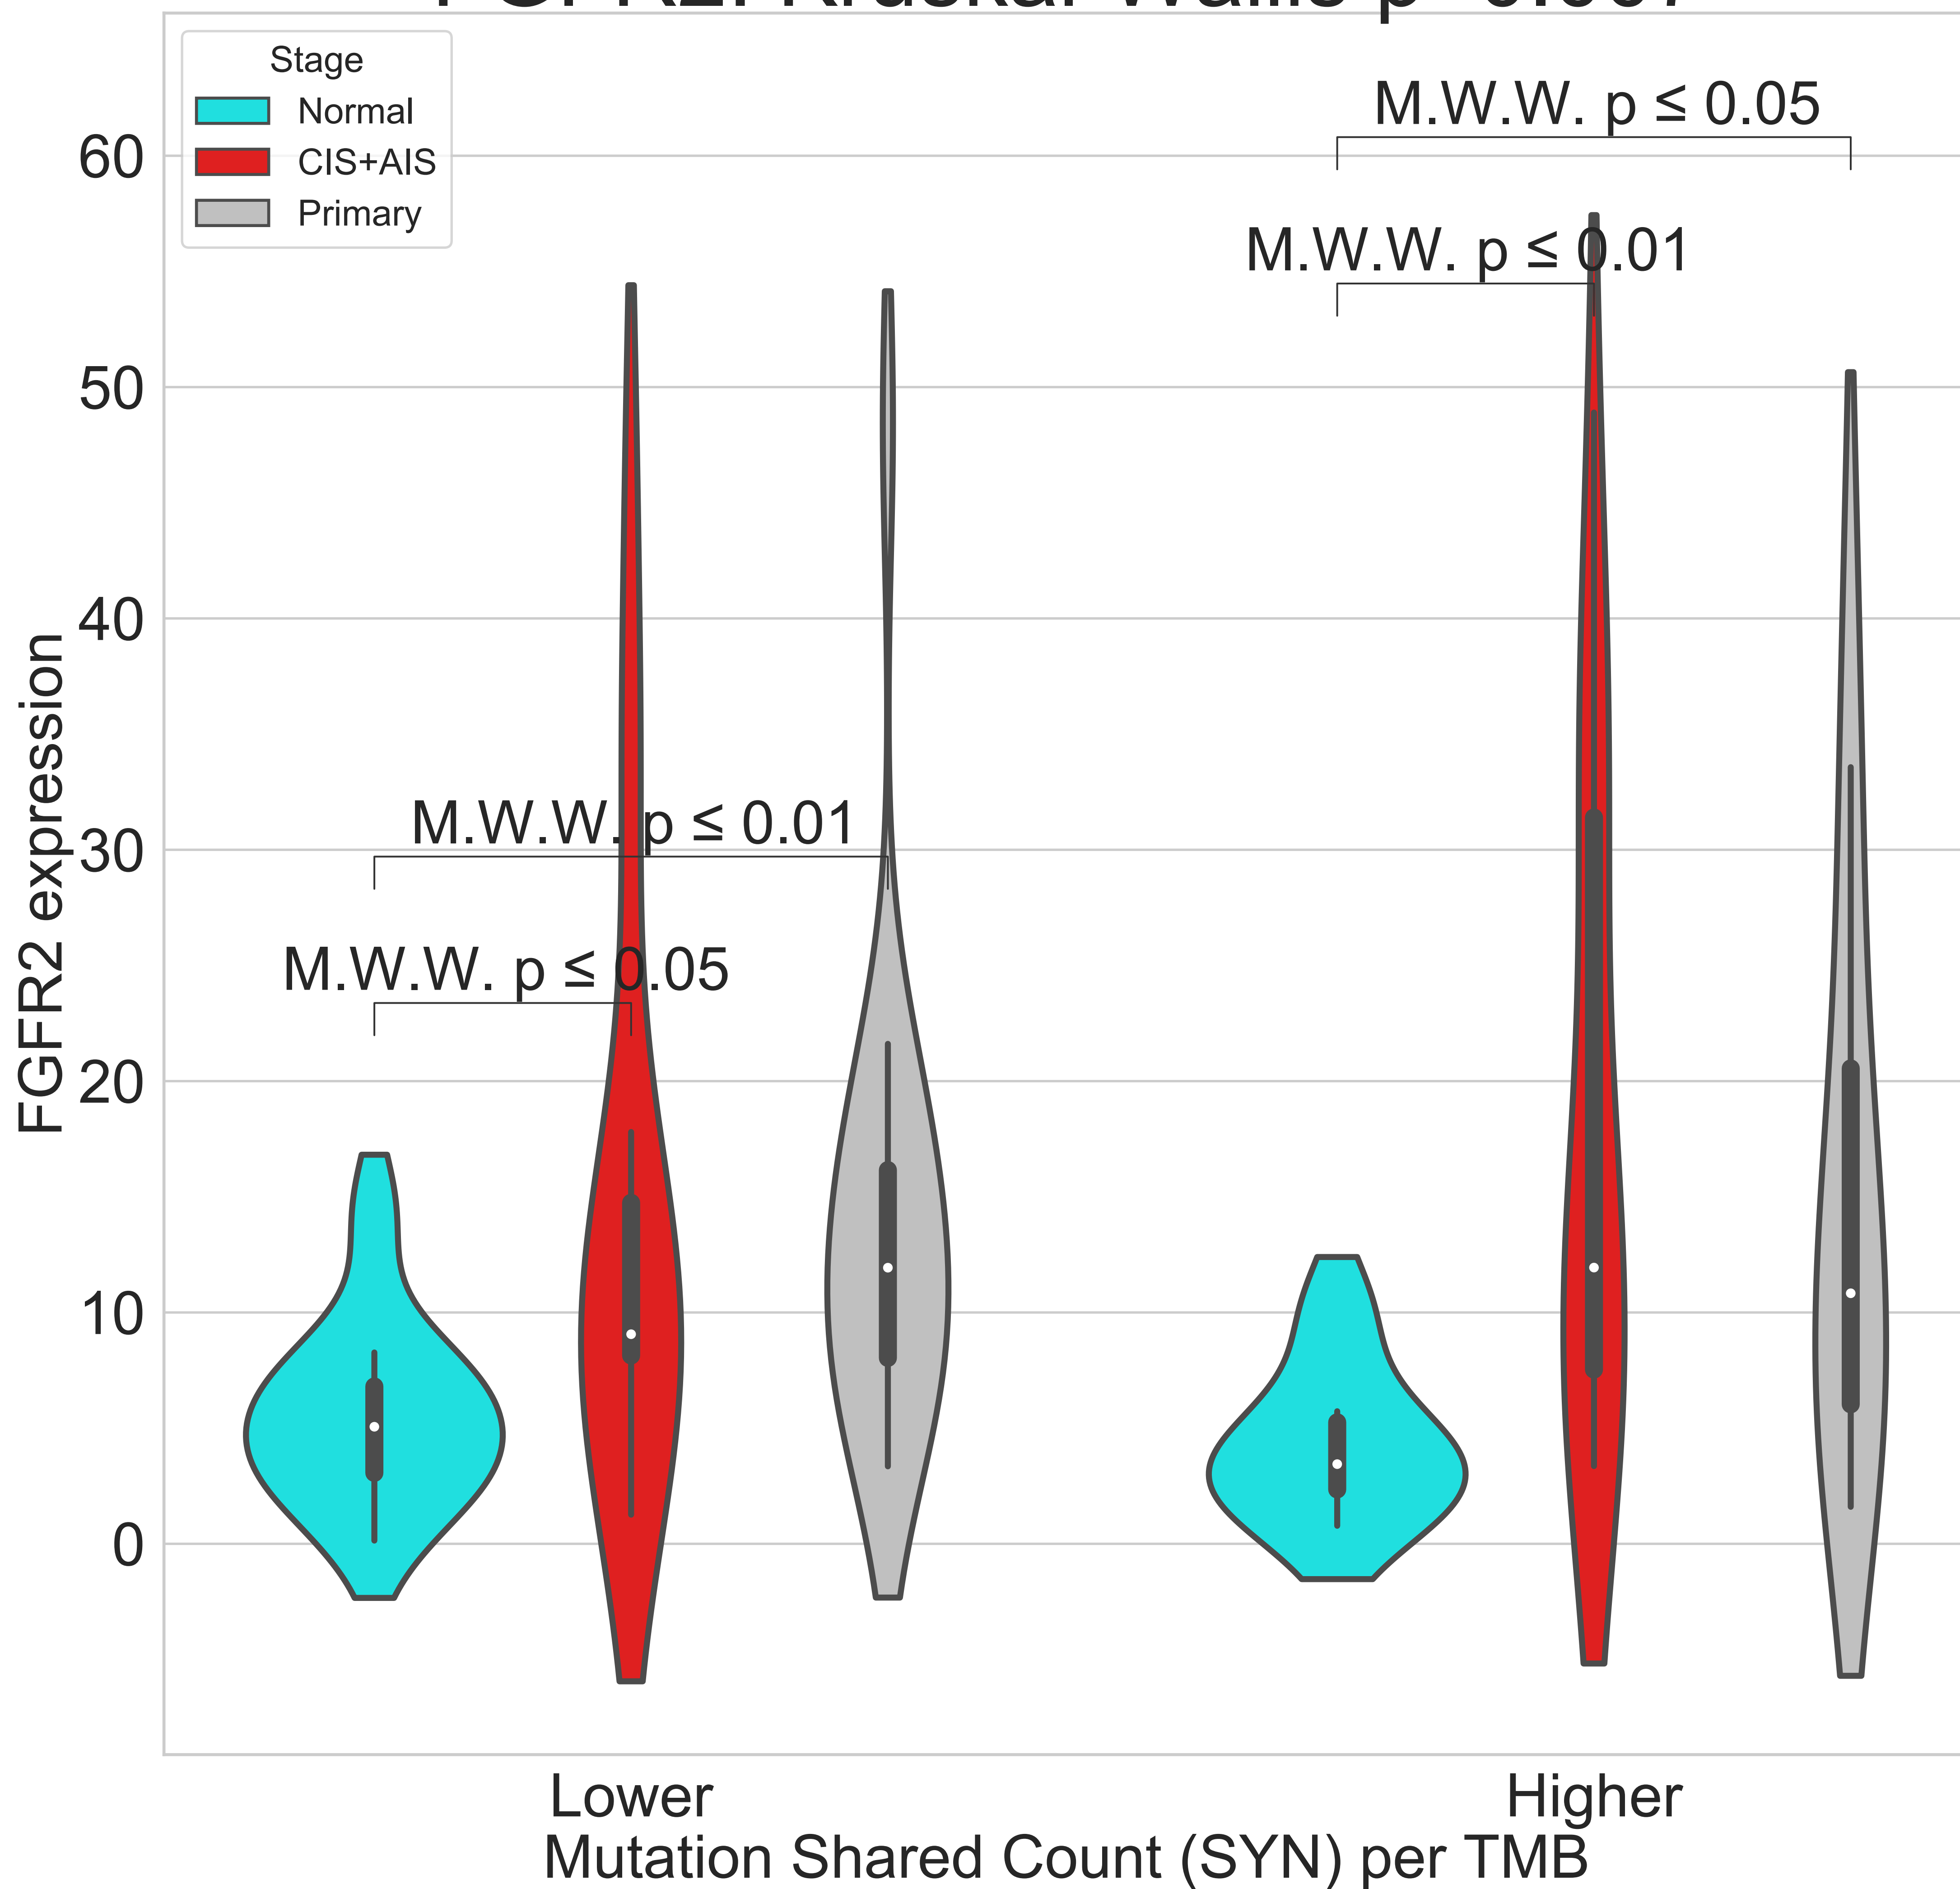 Stage
Normal
CIS+AIS
Primary
M.W.W. p ≤ 0.05
M.W.W. p ≤ 0.01
M.W.W. p ≤ 0.01
M.W.W. p ≤ 0.05
60
50
40
30
20
10
0
FGFR2 expression
Lower
Higher
Mutation Shared Count (SYN) per TMB